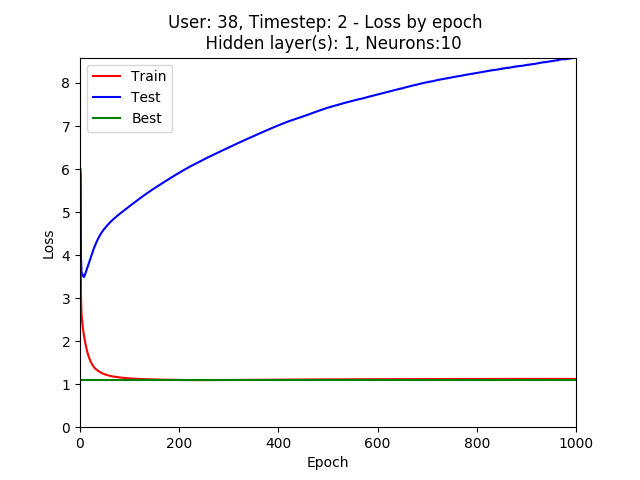 User: 38, Timestep: 2 - Loss by epoch
Hidden layer(s): 1, Neurons:10
Train
Test
Best
Loss
8
7
6
5
4
3
2
1
0
0 200 400 600 800 1000
Epoch